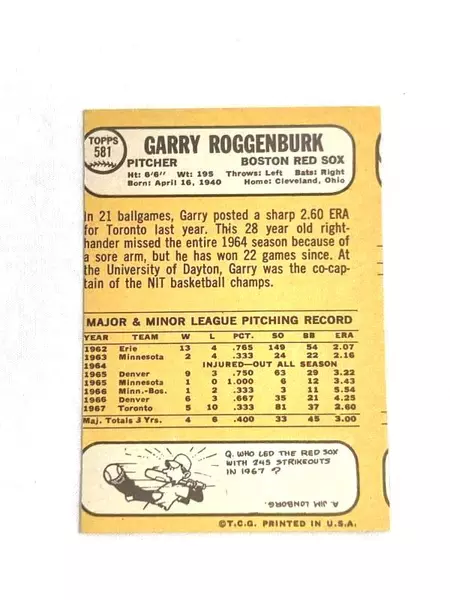 TOPPS
581
GARRY ROGGENBURK
PITCHER BOSTON RED SOX
Ht: 6'6" Wt: 195 Throws: Left Bats: Right
Born: April 16, 1940 Home: Cleveland, Ohio
In 21 ballgames, Garry posted a sharp 2.60 ERA
for Toronto last year. This 28 year old right-
hander missed the entire 1964 season because of
a sore arm, but he has won 22 games since. At
the University of Dayton, Garry was the co-cap-
tain of the NIT basketball champs.
MAJOR & MINOR LEAGUE PITCHING RECORD
YEAR TEAM W L PCT. SO BB ERA
1962 Erie 13 4 .765 149 54 2.07
1963 Minnesota 2 4 .333 24 22 2.16
1964 INJURED—OUT ALL SEASON
1965 Denver 9 3 .750 63 29 3.22
1965 Minnesota 1 0 1.000 6 12 3.43
1966 Minn.-Bos. 1 2 .333 3 11 5.54
1966 Denver 6 3 .667 35 21 4.25
1967 Toronto 5 10 .333 81 37 2.60
Maj. Totals 3 Yrs. 4 6 .400 33 45 3.00
Q. WHO LED THE RED SOX
WITH 245 STRIKEOUTS
IN 1967?
A. JIM LONBORG.
©T.C.G. PRINTED IN U.S.A.